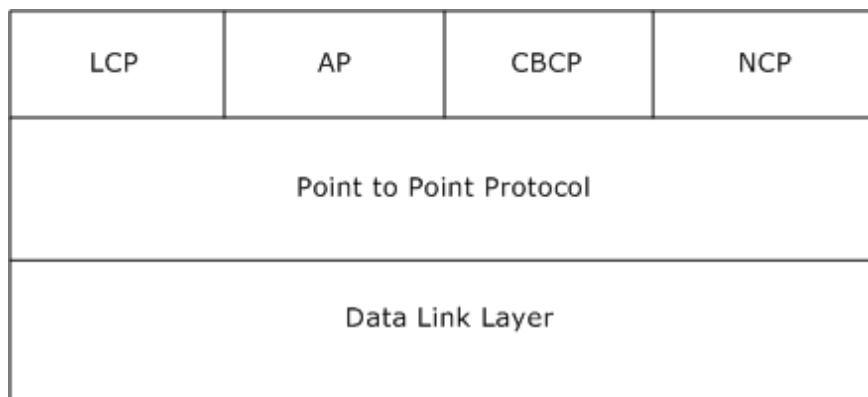 LCP AP CBCP NCP
Point to Point Protocol
Data Link Layer